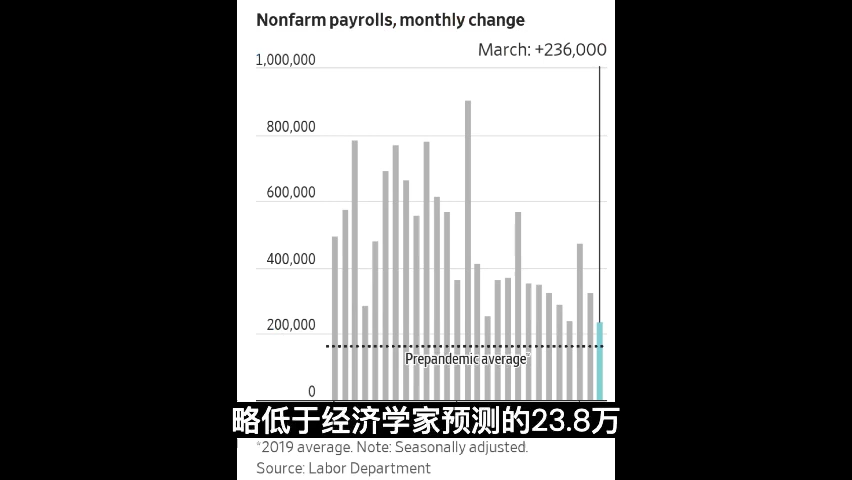 Nonfarm payrolls, monthly change
March: +236,000
1,000,000
800,000
600,000
400,000
200,000
Prepandemic average*
0
略低于经济学家预测的23.8万
*2019 average. Note: Seasonally adjusted.
Source: Labor Department